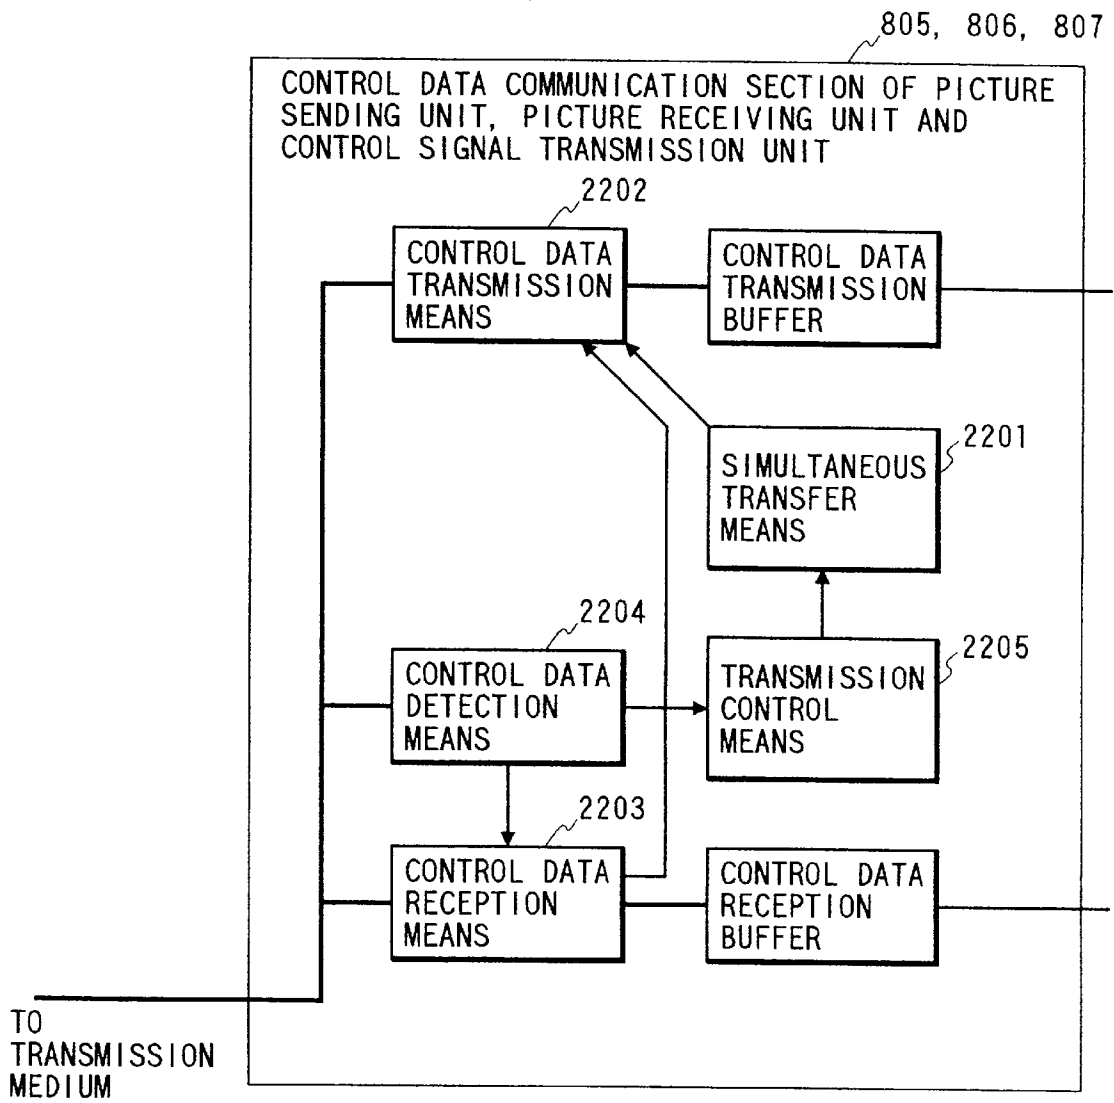 805, 806, 807
CONTROL DATA COMMUNICATION SECTION OF PICTURE
SENDING UNIT, PICTURE RECEIVING UNIT AND
CONTROL SIGNAL TRANSMISSION UNIT
2202
CONTROL DATA
TRANSMISSION
MEANS
CONTROL DATA
TRANSMISSION
BUFFER
2201
SIMULTANEOUS
TRANSFER
MEANS
2204
CONTROL DATA
DETECTION
MEANS
2205
TRANSMISSION
CONTROL
MEANS
2203
CONTROL DATA
RECEPTION
MEANS
CONTROL DATA
RECEPTION
BUFFER
TO
TRANSMISSION
MEDIUM